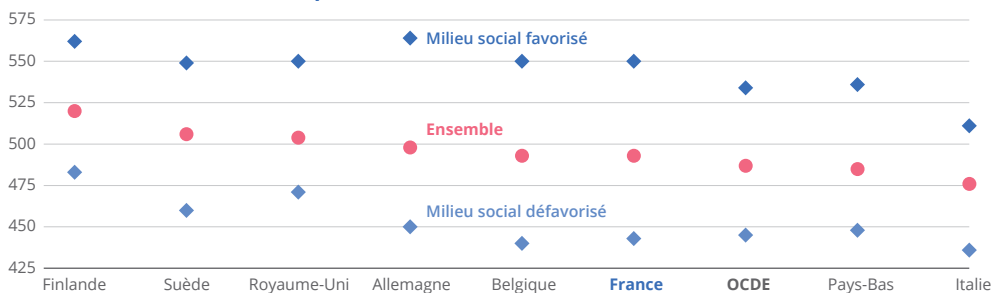 575
Milieu social favorisé
550
525
Ensemble
500
475
Milieu social défavorisé
450
425
Finlande Suède Royaume-Uni Allemagne Belgique France OCDE Pays-Bas Italie